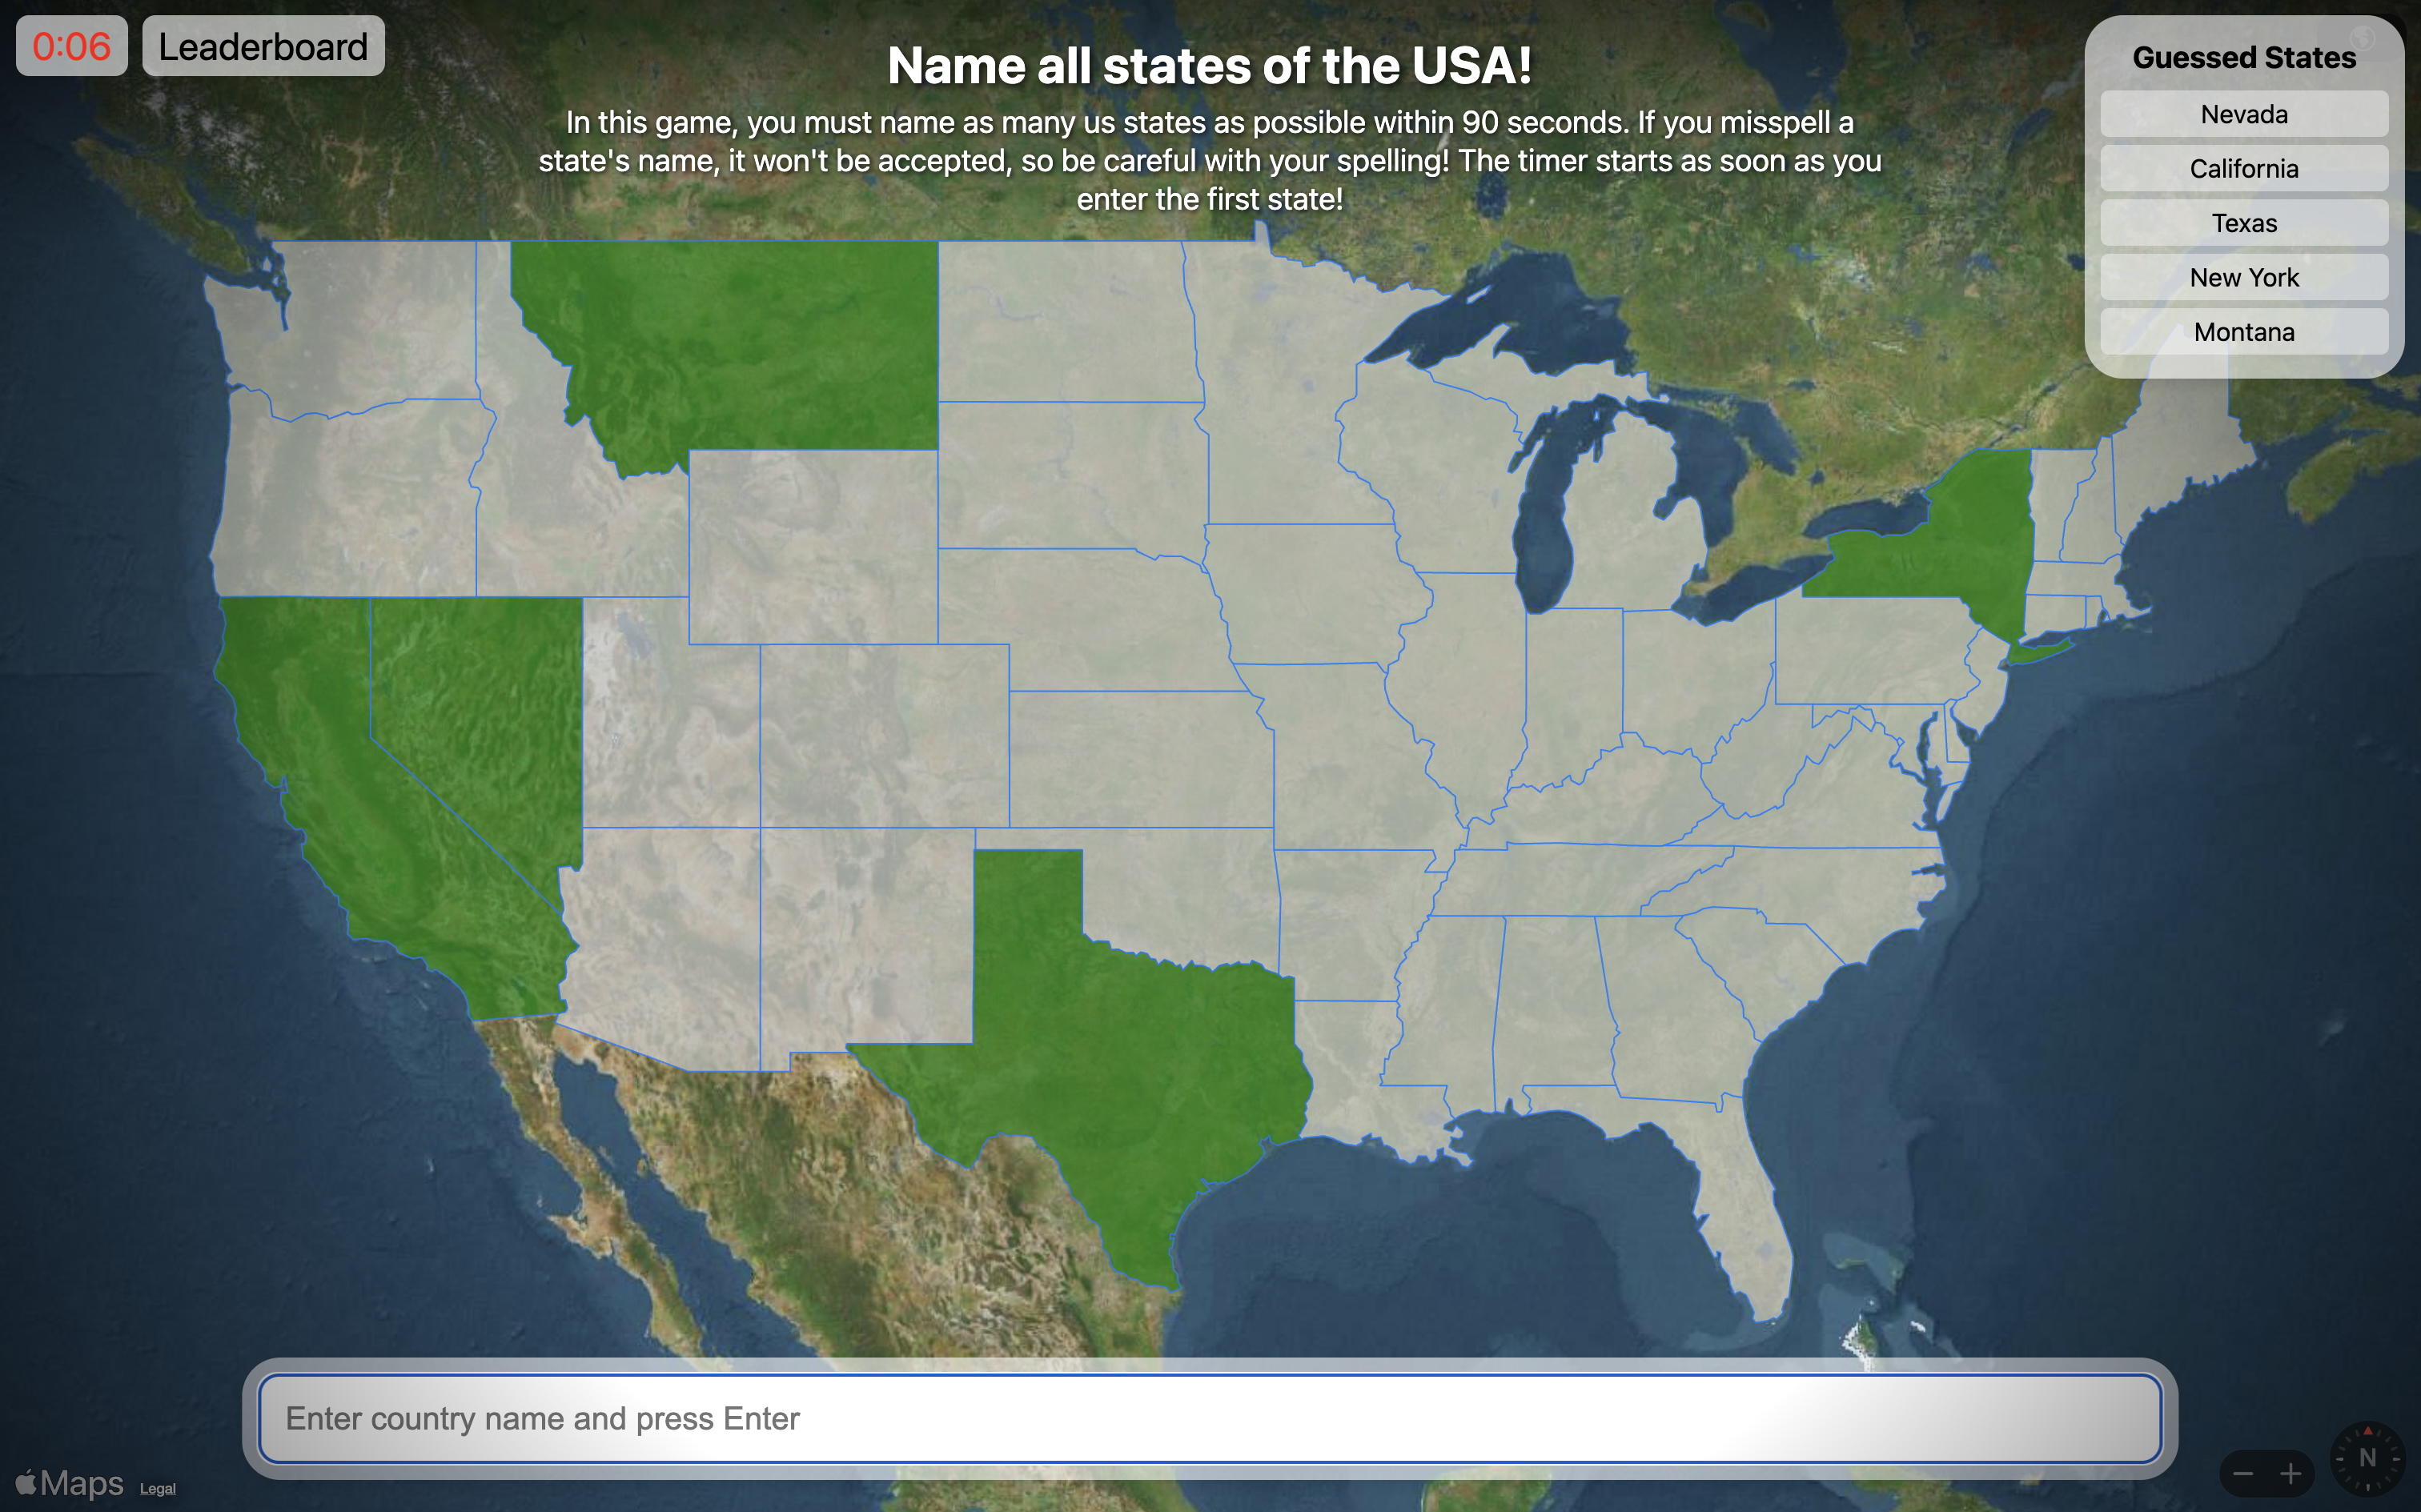 0:06
Leaderboard
Name all states of the USA!
In this game, you must name as many us states as possible within 90 seconds. If you misspell a
state's name, it won't be accepted, so be careful with your spelling! The timer starts as soon as you
enter the first state!
Guessed States
Nevada
California
Texas
New York
Montana
Enter country name and press Enter
Maps
Legal
N